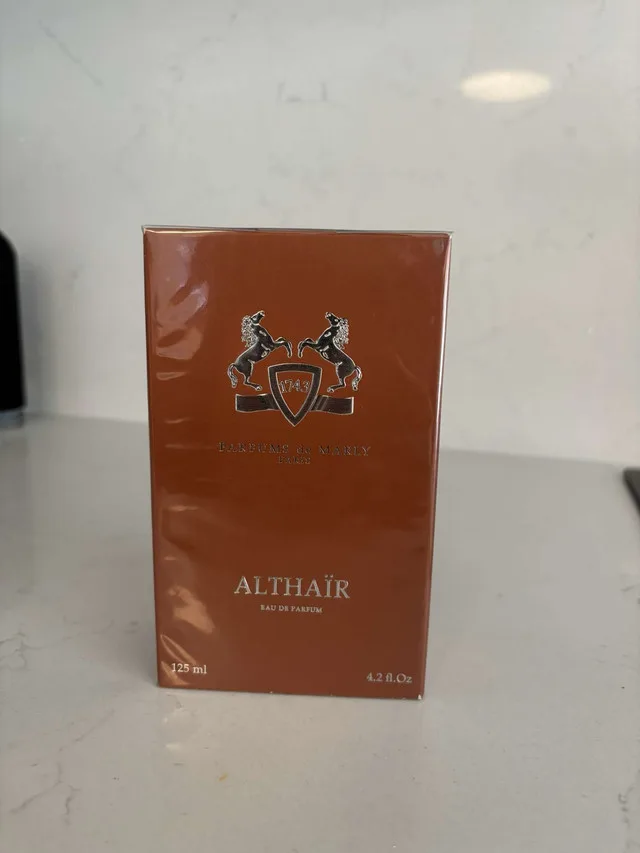 1743
PARFUMS de MARLY
PARIS
ALTHAÏR
EAU DE PARFUM
125 ml
4.2 fl.Oz